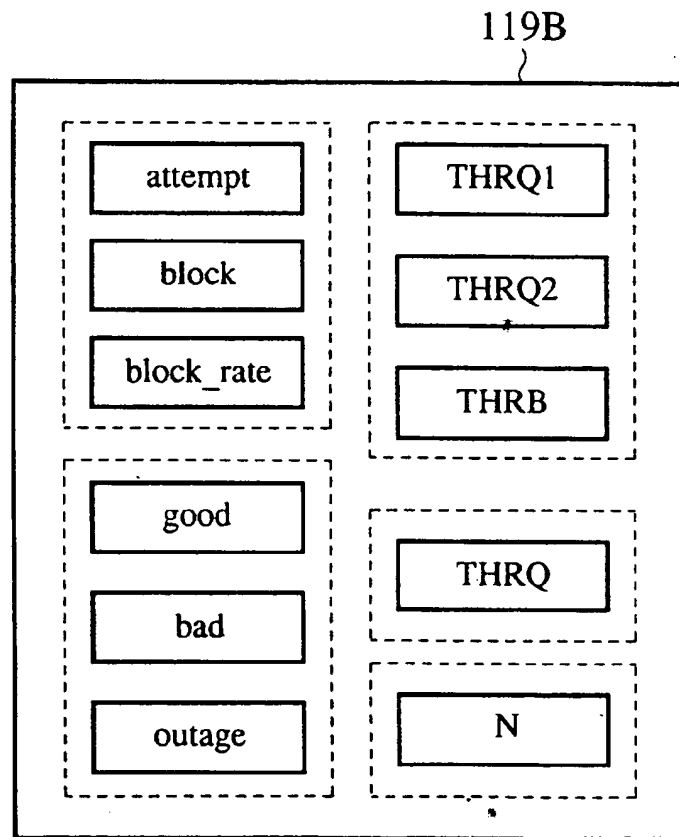 119B
attempt
block
block_rate
good
bad
outage
THRQ1
THRQ2
THRB
THRQ
N